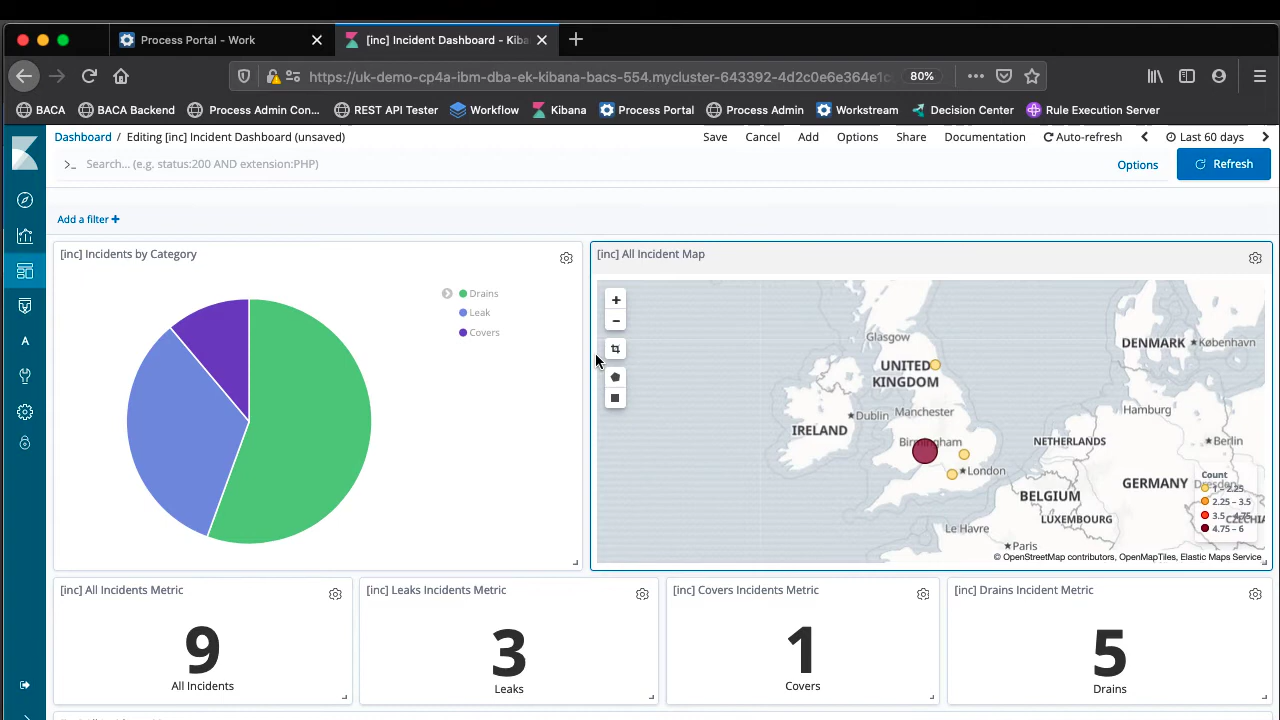 Process Portal - Work
[inc] Incident Dashboard - Kiba
https://uk-demo-cp4a-ibm-dba-ek-kibana-bacs-554.mycluster-643392-4d2c0e6e364e1c
80%
BACA
BACA Backend
Process Admin Con...
REST API Tester
Workflow
Kibana
Process Portal
Process Admin
Workstream
Decision Center
Rule Execution Server
Dashboard / Editing [inc] Incident Dashboard (unsaved)
Save
Cancel
Add
Options
Share
Documentation
Auto-refresh
Last 60 days
>_ Search... (e.g. status:200 AND extension:PHP)
Options
Refresh
Add a filter +
[inc] Incidents by Category
Drains
Leak
Covers
[inc] All Incident Map
Glasgow
UNITED
KINGDOM
DENMARK
København
Dublin
Manchester
IRELAND
Hamburg
Birmingham
NETHERLANDS
Berlin
London
GERMANY
BELGIUM
LUXEMBOURG
Le Havre
Paris
Count
Dresden
1 – 2.25
2.25 – 3.5
3.5 – 4.75
4.75 – 6
© OpenStreetMap contributors, OpenMapTiles, Elastic Maps Service
[inc] All Incidents Metric
9
All Incidents
[inc] Leaks Incidents Metric
3
Leaks
[inc] Covers Incidents Metric
1
Covers
[inc] Drains Incident Metric
5
Drains